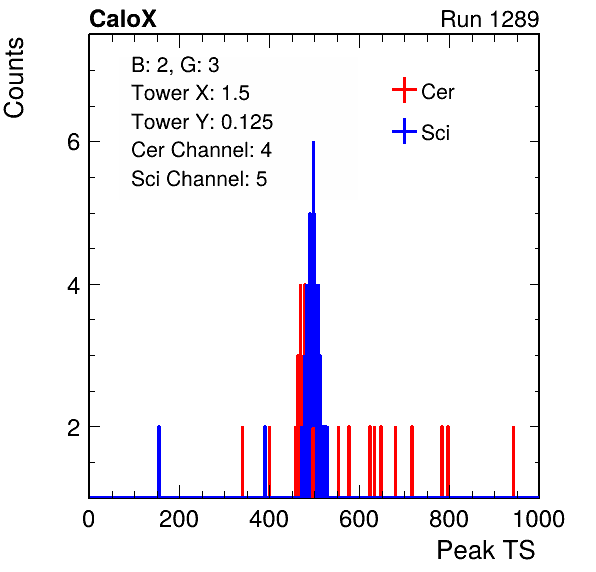 CaloX Run 1289
Counts
B: 2, G: 3
Tower X: 1.5
Tower Y: 0.125
Cer Channel: 4
Sci Channel: 5
Cer
Sci
6
4
2
0 200 400 600 800 1000
Peak TS